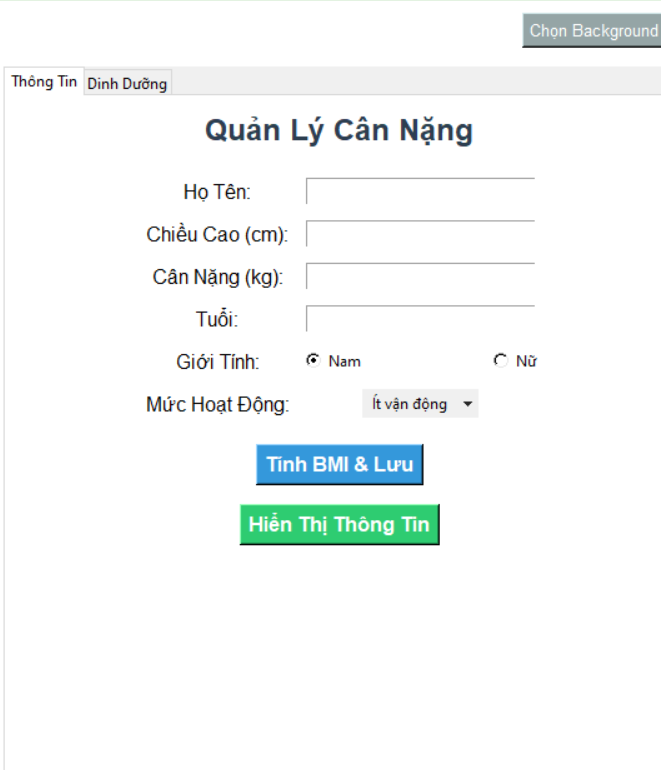 Chọn Background
Thông Tin Dinh Dưỡng
Quản Lý Cân Nặng
Họ Tên:
Chiều Cao (cm):
Cân Nặng (kg):
Tuổi:
Giới Tính: Nam Nữ
Mức Hoạt Động: Ít vận động
Tính BMI & Lưu
Hiển Thị Thông Tin